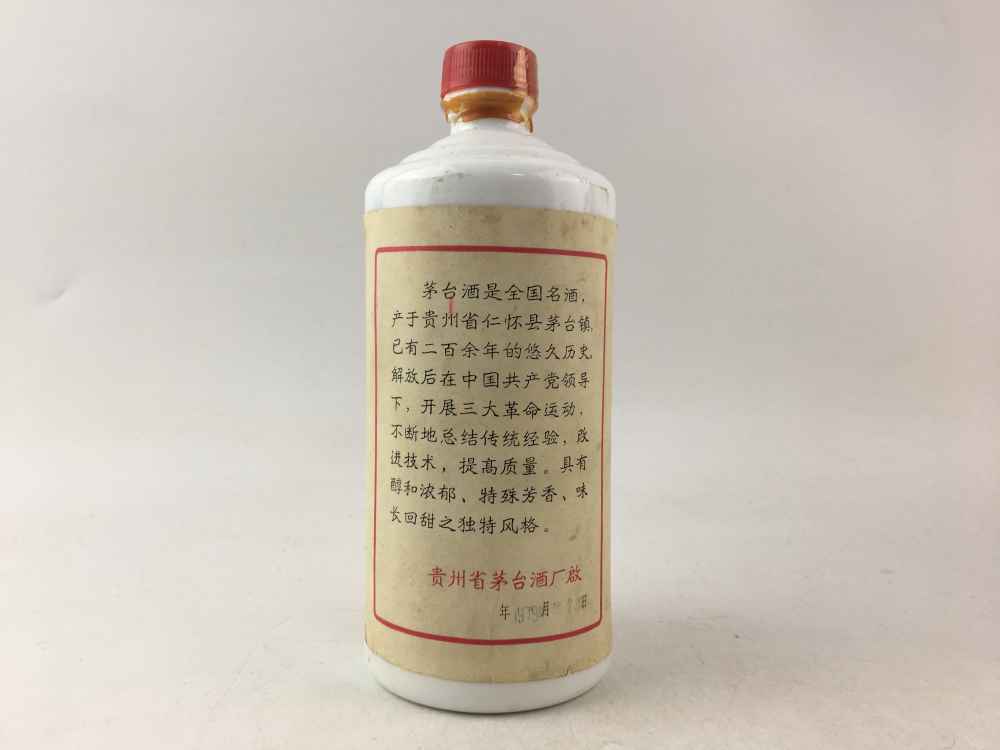 茅台酒是全国名酒，
产于贵州省仁怀县茅台镇，
已有二百余年的悠久历史。
解放后在中国共产党领导
下，开展三大革命运动，
不断地总结传统经验，改
进技术，提高质量。具有
醇和浓郁、特殊芳香、味
长回甜之独特风格。
贵州省茅台酒厂啟
年 月 日